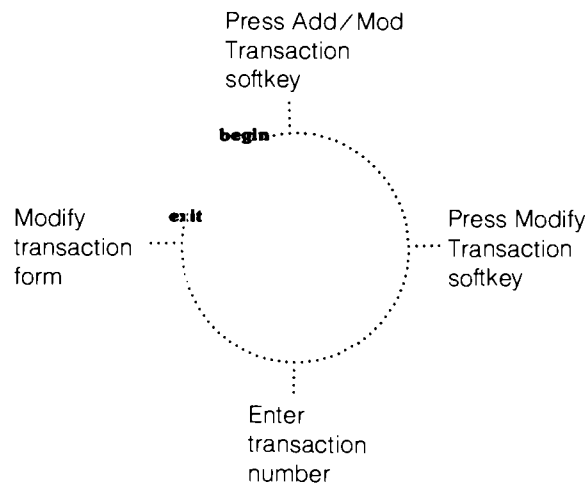 Press Add/Mod
Transaction
softkey
begin
Press Modify
Transaction
softkey
Enter
transaction
number
Modify
transaction
form
exit